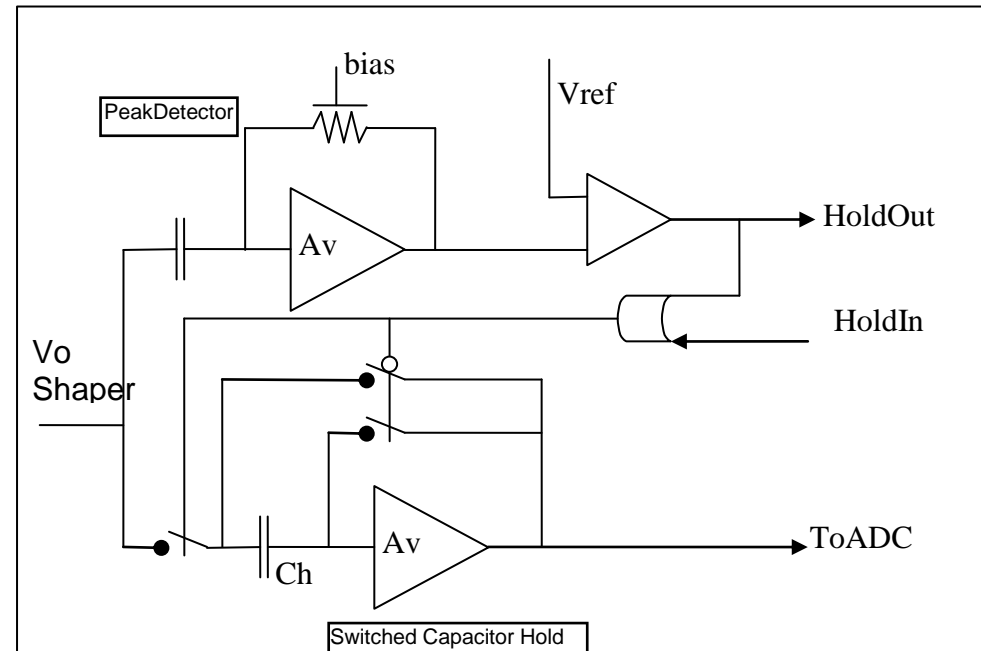 bias
PeakDetector
Vref
Av
HoldOut
HoldIn
Vo
Shaper
Av
ToADC
Ch
Switched Capacitor Hold